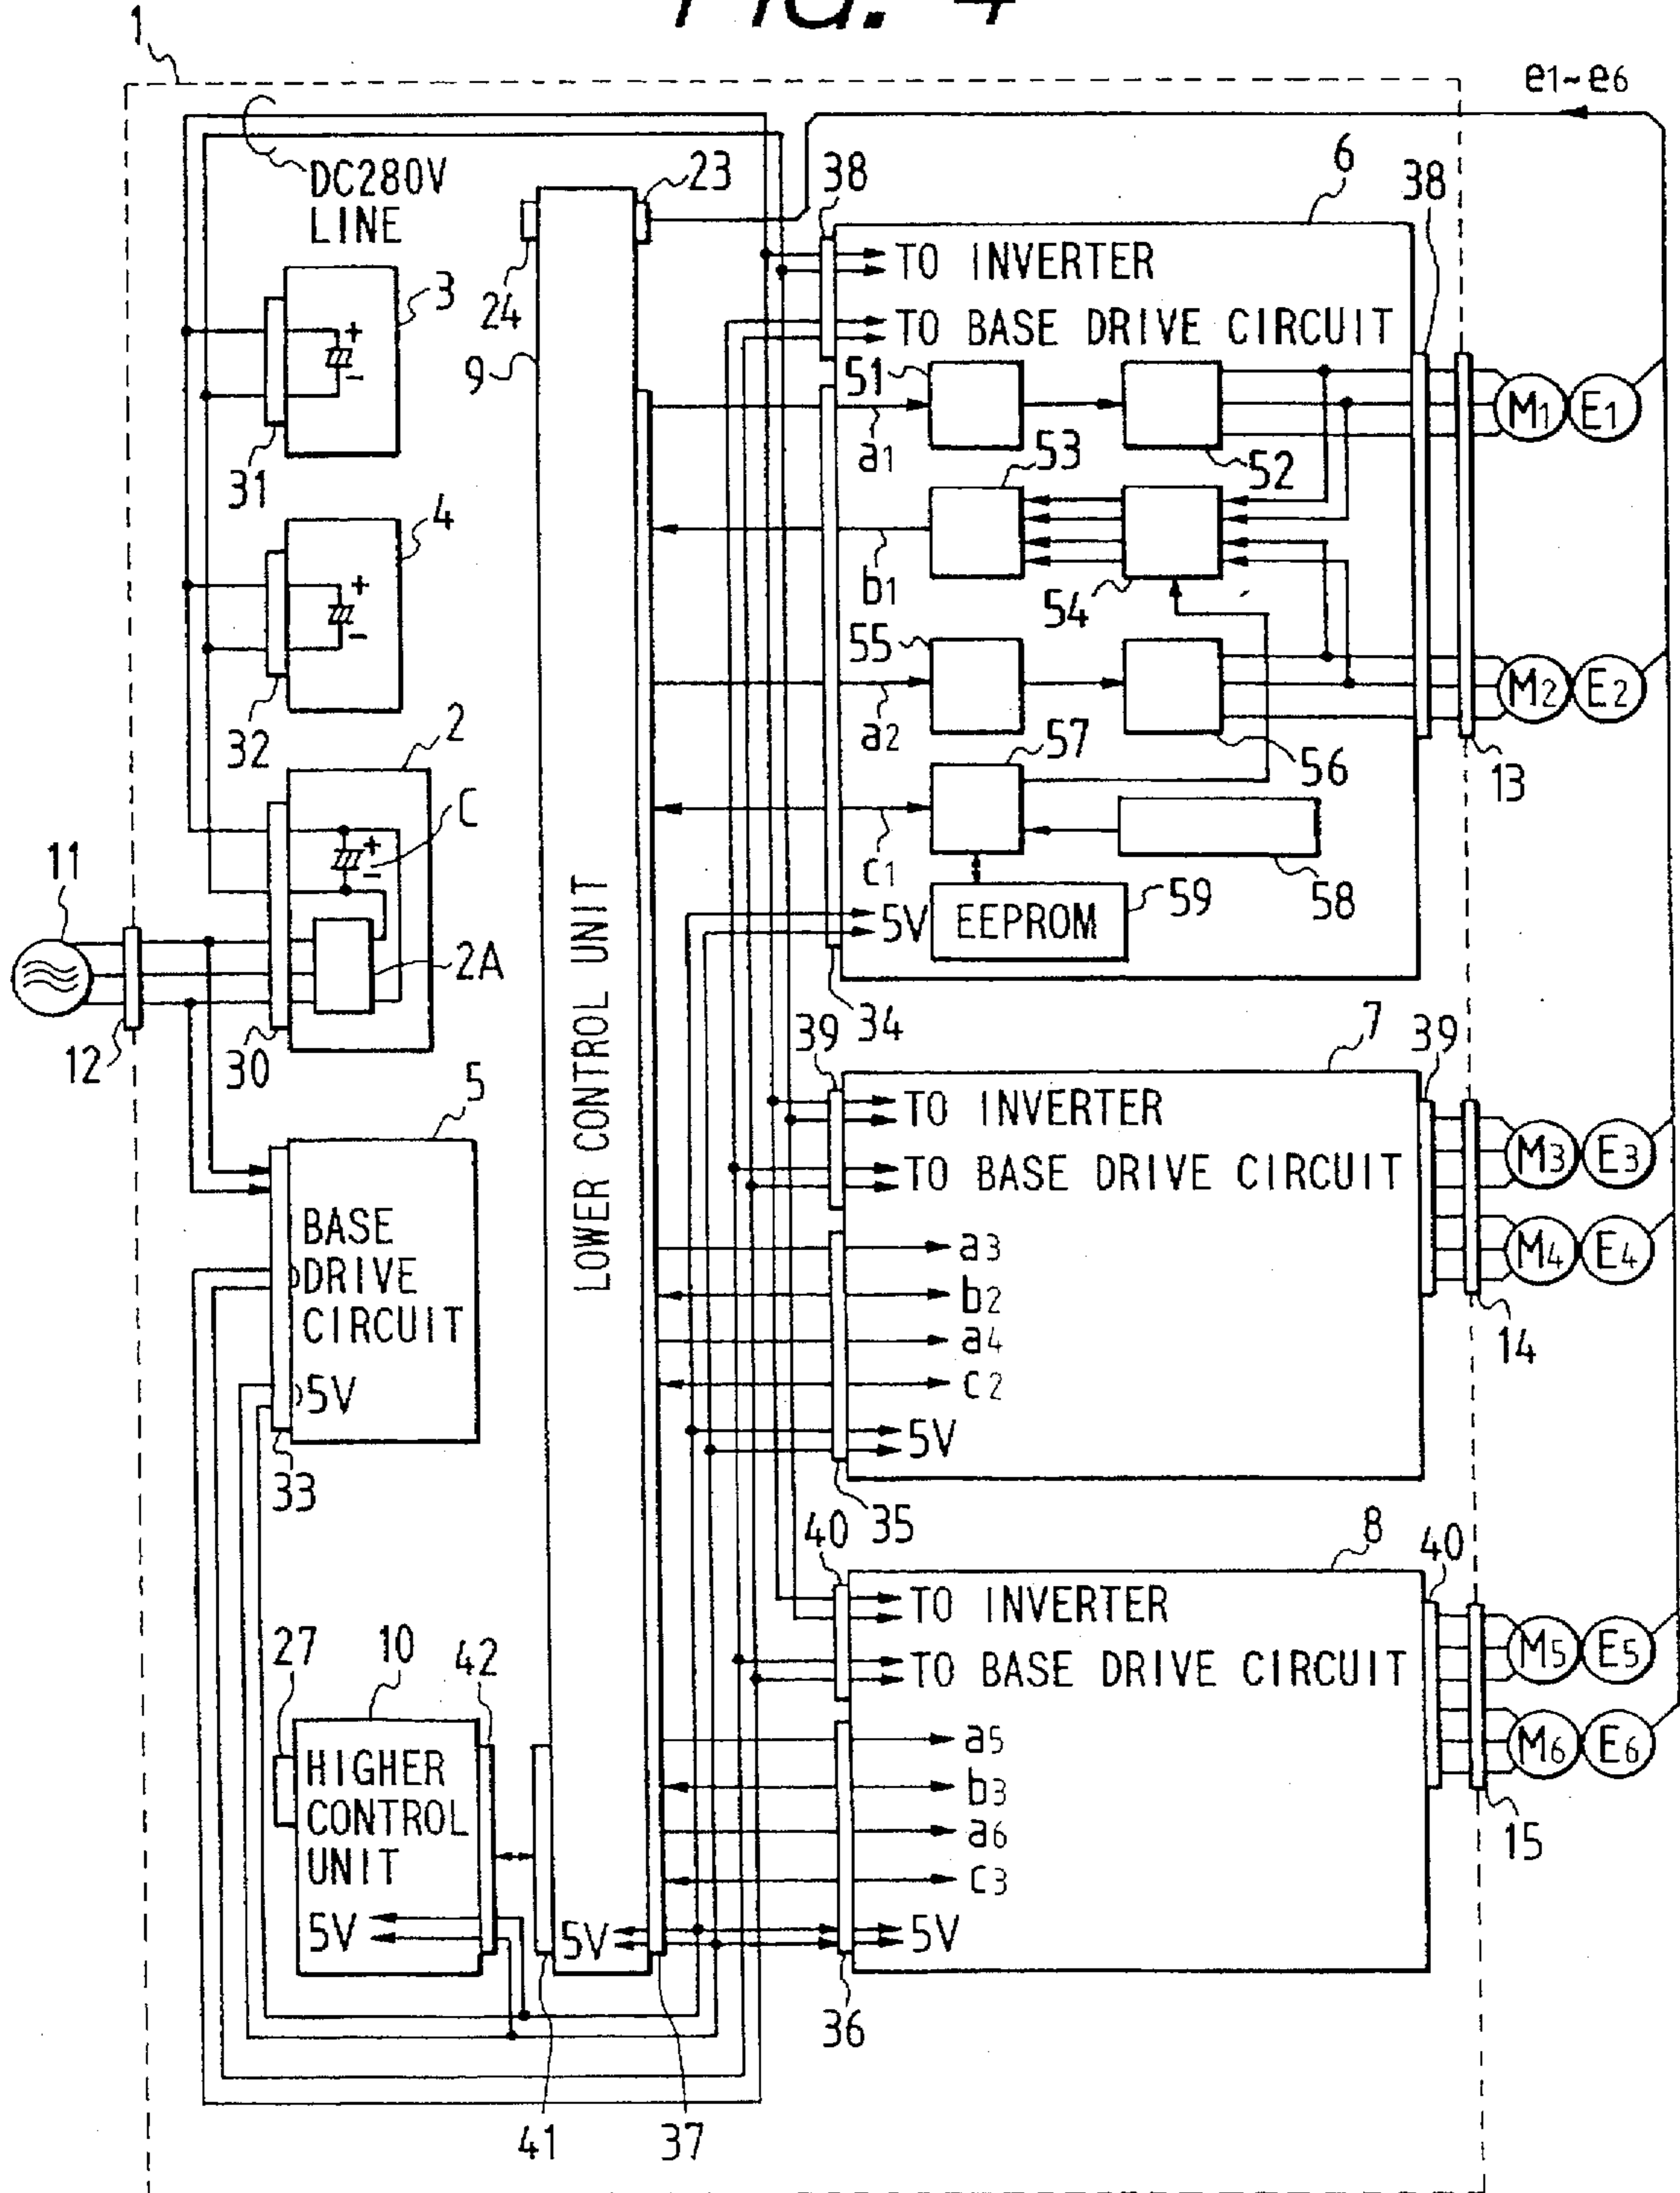 FIG. 4
1
e1~e6
DC280V
LINE
23
38
6
38
24
3
31
9
TO INVERTER
TO BASE DRIVE CIRCUIT
51
a1
52
53
M1
E1
4
32
b1
54
55
a2
56
M2
E2
13
2
C
57
c1
58
5V
EEPROM
59
11
12
2A
30
34
LOWER CONTROL UNIT
39
7
39
5
TO INVERTER
TO BASE DRIVE CIRCUIT
M3
E3
BASE
DRIVE
CIRCUIT
5V
33
a3
b2
a4
c2
5V
M4
E4
14
35
40
8
40
TO INVERTER
TO BASE DRIVE CIRCUIT
M5
E5
27
10
42
HIGHER
CONTROL
UNIT
5V
a5
b3
a6
c3
5V
5V
M6
E6
15
36
41
37